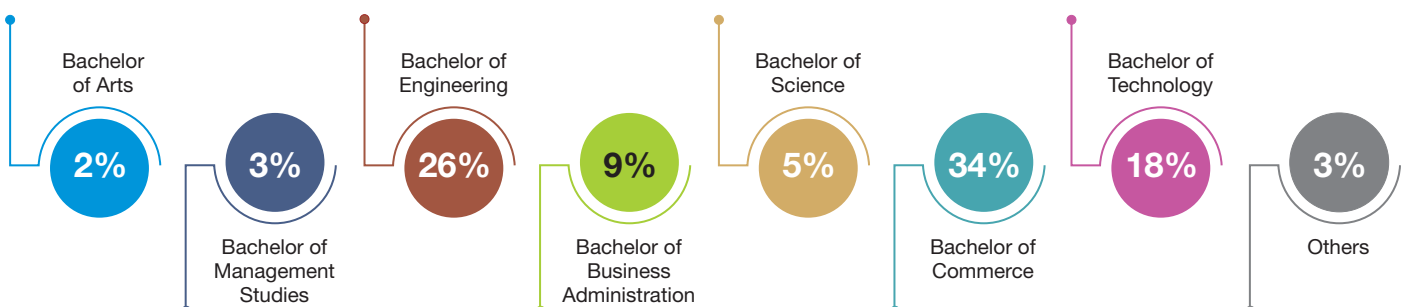 Bachelor
of Arts
2%
3%
Bachelor of
Management
Studies
Bachelor of
Engineering
26%
9%
Bachelor of
Business
Administration
Bachelor of
Science
5%
34%
Bachelor of
Commerce
Bachelor of
Technology
18%
3%
Others